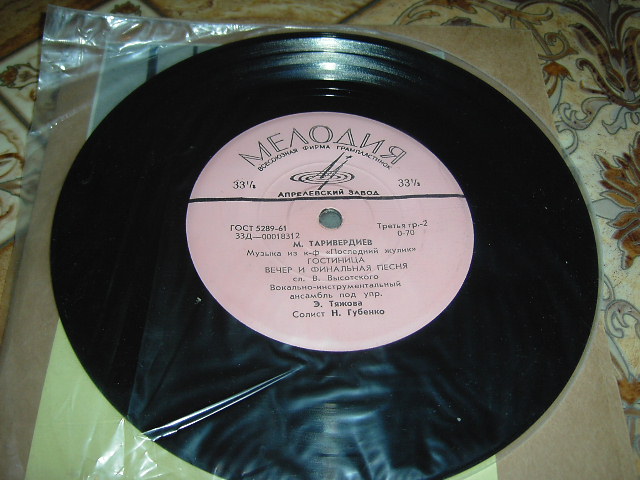 МЕЛОДИЯ
ВСЕСОЮЗНАЯ ФИРМА ГРАМПЛАСТИНОК
33⅓ 33⅓
АПРЕЛЕВСКИЙ ЗАВОД
ГОСТ 5289-61 Третья гр.-2
33Д—00018312 0-70
М. ТАРИВЕРДИЕВ
Музыка из к-ф «Последний жулик»
ГОСТИНИЦА
ВЕЧЕР И ФИНАЛЬНАЯ ПЕСНЯ
сл. В. Высотского
Вокально-инструментальный
ансамбль под упр.
Э. Тяжова
Солист Н. Губенко